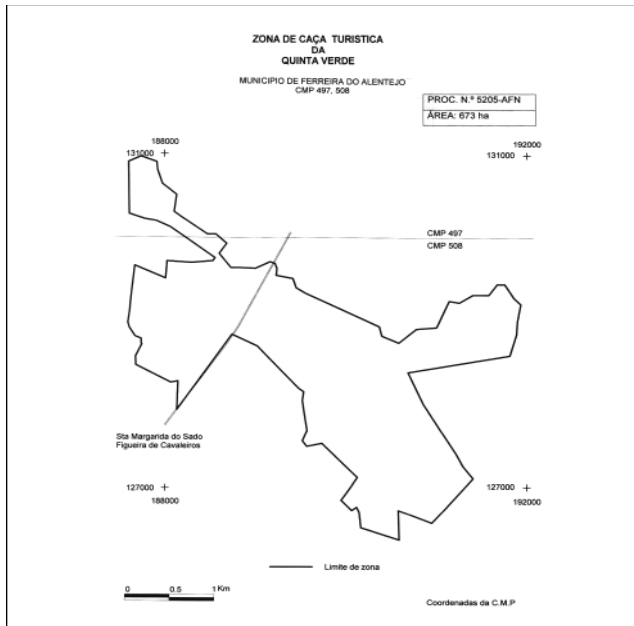 ZONA DE CAÇA TURISTICA
DA
QUINTA VERDE
MUNICIPIO DE FERREIRA DO ALENTEJO
CMP 497, 508
PROC. N.º 5205-AFN
ÁREA: 673 ha
188000
131000
192000
131000
CMP 497
CMP 508
Sta Margarida do Sado
Figueira de Cavaleiros
127000
188000
127000
192000
Limite de zona
0 0.5 1 Km
Coordenadas da C.M.P